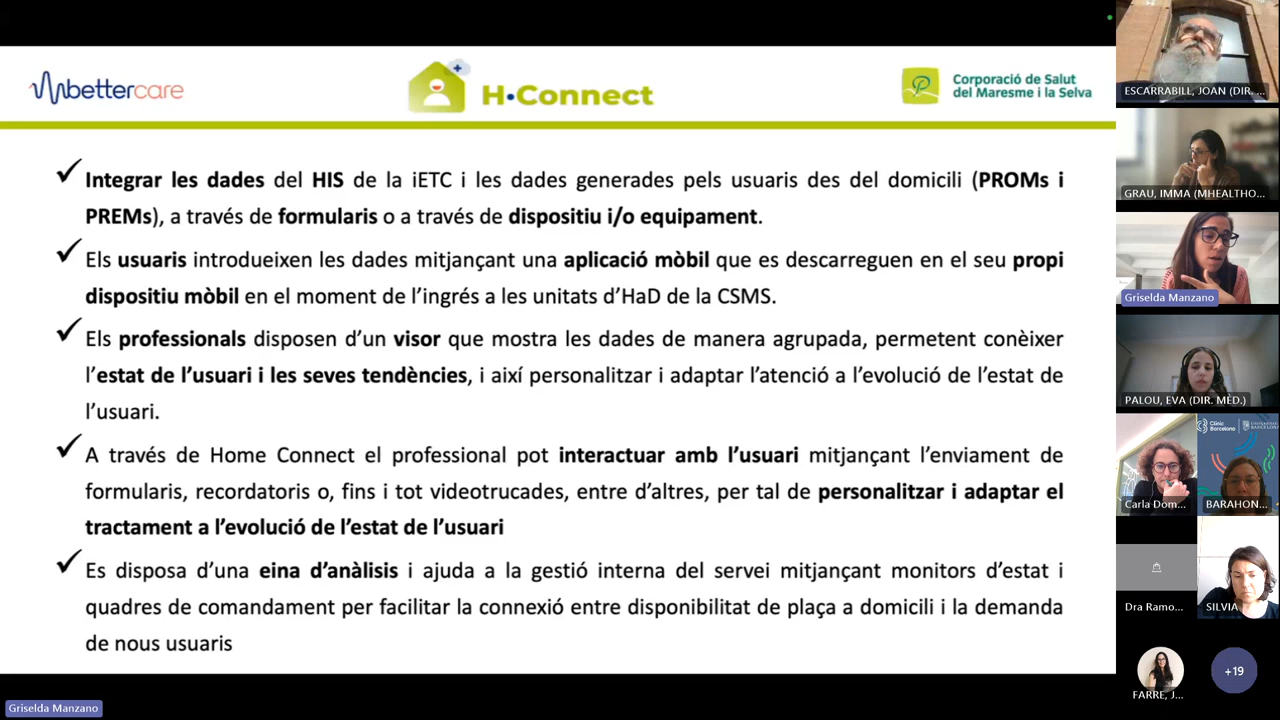 bettercare
H•Connect
Corporació de Salut
del Maresme i la Selva
Integrar les dades del HIS de la iETC i les dades generades pels usuaris des del domicili (PROMs i
PREMs), a través de formularis o a través de dispositiu i/o equipament.
Els usuaris introdueixen les dades mitjançant una aplicació mòbil que es descarreguen en el seu propi
dispositiu mòbil en el moment de l’ingrés a les unitats d’HaD de la CSMS.
Els professionals disposen d’un visor que mostra les dades de manera agrupada, permetent conèixer
l’estat de l’usuari i les seves tendències, i així personalitzar i adaptar l’atenció a l’evolució de l’estat de
l’usuari.
A través de Home Connect el professional pot interactuar amb l’usuari mitjançant l’enviament de
formularis, recordatoris o, fins i tot videotrucades, entre d’altres, per tal de personalitzar i adaptar el
tractament a l’evolució de l’estat de l’usuari
Es disposa d’una eina d’anàlisis i ajuda a la gestió interna del servei mitjançant monitors d’estat i
quadres de comandament per facilitar la connexió entre disponibilitat de plaça a domicili i la demanda
de nous usuaris
ESCARRABILL, JOAN (DIR. ...
GRAU, IMMA (MHEALTHO...
Griselda Manzano
PALOU, EVA (DIR. MÈD.)
Clínic
Barcelona
UNIVERSITAT DE
BARCELONA
Carla Dom...
BARAHON...
Dra Ramo...
SILVIA
FARRE, J...
+19
Griselda Manzano